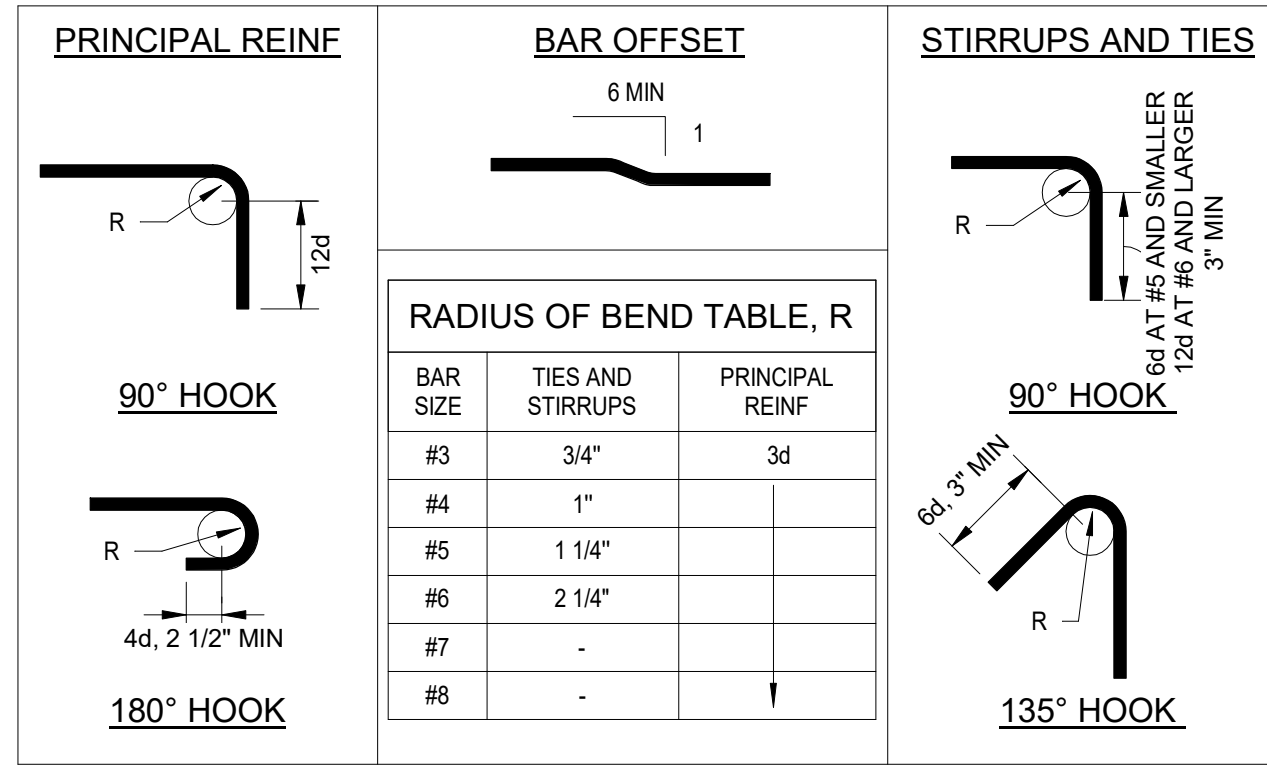 PRINCIPAL REINF
R
12d
90° HOOK
R
4d, 2 1/2" MIN
180° HOOK
BAR OFFSET
6 MIN
1
RADIUS OF BEND TABLE, R
BAR SIZE
TIES AND STIRRUPS
PRINCIPAL REINF
#3 3/4" 3d
#4 1"
#5 1 1/4"
#6 2 1/4"
#7 -
#8 -
STIRRUPS AND TIES
R
6d AT #5 AND SMALLER
12d AT #6 AND LARGER
3" MIN
90° HOOK
6d, 3" MIN
R
135° HOOK